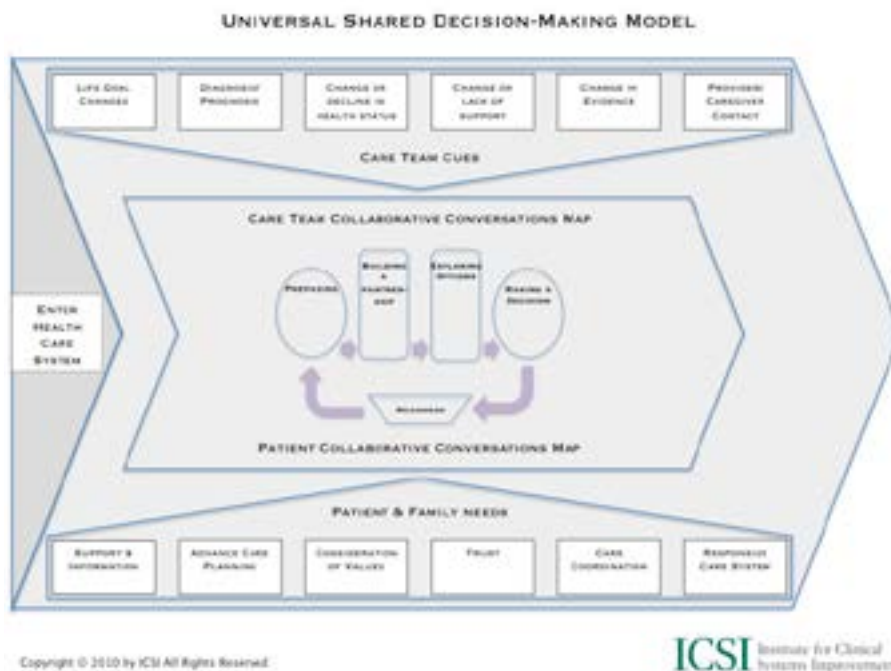 UNIVERSAL SHARED DECISION-MAKING MODEL
LIFE GOAL
CHANGES
DIAGNOSIS/
PROGNOSIS
CHANGE OR
DECLINE IN
HEALTH STATUS
CHANGE OR
LACK OF
SUPPORT
CHANGE IN
EVIDENCE
PROVIDER/
CAREGIVER
CONTACT
CARE TEAM CUES
CARE TEAM COLLABORATIVE CONVERSATIONS MAP
PREPARING
BUILDING
A
PARTNER-
SHIP
EXPLORING
OPTIONS
MAKING A
DECISION
ENTER
HEALTH
CARE
SYSTEM
REASSESS
PATIENT COLLABORATIVE CONVERSATIONS MAP
PATIENT & FAMILY NEEDS
SUPPORT &
INFORMATION
ADVANCE CARE
PLANNING
CONSIDERATION
OF VALUES
TRUST
CARE
COORDINATION
RESPONSIVE
CARE SYSTEM
Copyright © 2010 by ICSI All Rights Reserved
ICSI
Institute for Clinical
Systems Improvement